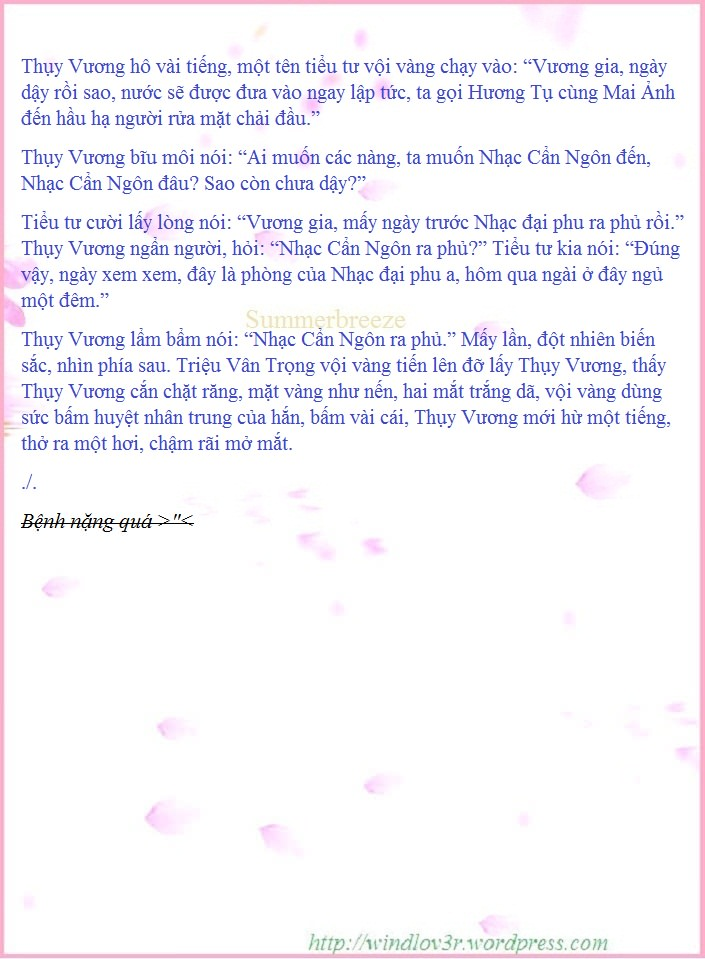 Thụy Vương hô vài tiếng, một tên tiểu tư vội vàng chạy vào: “Vương gia, ngày
dậy rồi sao, nước sẽ được đưa vào ngay lập tức, ta gọi Hương Tụ cùng Mai Ảnh
đến hầu hạ người rửa mặt chải đầu.”
Thụy Vương bĩu môi nói: “Ai muốn các nàng, ta muốn Nhạc Cẩn Ngôn đến,
Nhạc Cẩn Ngôn đâu? Sao còn chưa dậy?”
Tiểu tư cười lấy lòng nói: “Vương gia, mấy ngày trước Nhạc đại phu ra phủ rồi.”
Thụy Vương ngẩn người, hỏi: “Nhạc Cẩn Ngôn ra phủ?” Tiểu tư kia nói: “Đúng
vậy, ngày xem xem, đây là phòng của Nhạc đại phu a, hôm qua ngài ở đây ngủ
một đêm.”
Summerbreeze
Thụy Vương lẩm bẩm nói: “Nhạc Cẩn Ngôn ra phủ.” Mấy lần, đột nhiên biến
sắc, nhìn phía sau. Triệu Vân Trọng vội vàng tiến lên đỡ lấy Thụy Vương, thấy
Thụy Vương cắn chặt răng, mặt vàng như nến, hai mắt trắng dã, vội vàng dùng
sức bấm huyệt nhân trung của hắn, bấm vài cái, Thụy Vương mới hừ một tiếng,
thở ra một hơi, chậm rãi mở mắt.
./.
Bệnh nặng quá >"<
http://windlov3r.wordpress.com